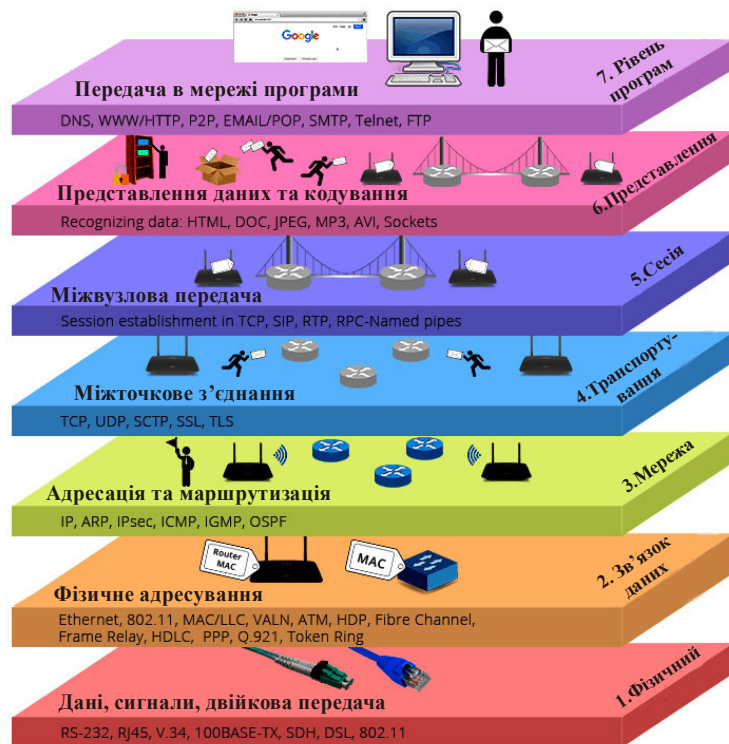 Google
Передача в мережі програми
7. Рівень
програм
DNS, WWW/HTTP, P2P, EMAIL/POP, SMTP, Telnet, FTP
Представлення даних та кодування
6.Представлення
Recognizing data: HTML, DOC, JPEG, MP3, AVI, Sockets
Міжвузлова передача
5.Сесія
Session establishment in TCP, SIP, RTP, RPC-Named pipes
Міжточкове з’єднання
4.Транспорту-
вання
TCP, UDP, SCTP, SSL, TLS
Адресація та маршрутизація
3.Мережа
IP, ARP, IPsec, ICMP, IGMP, OSPF
Router
MAC
MAC
Фізичне адресування
2. Зв’язок
даних
Ethernet, 802.11, MAC/LLC, VALN, ATM, HDP, Fibre Channel,
Frame Relay, HDLC, PPP, Q.921, Token Ring
Дані, сигнали, двійкова передача
1.Фізичний
RS-232, RJ45, V.34, 100BASE-TX, SDH, DSL, 802.11